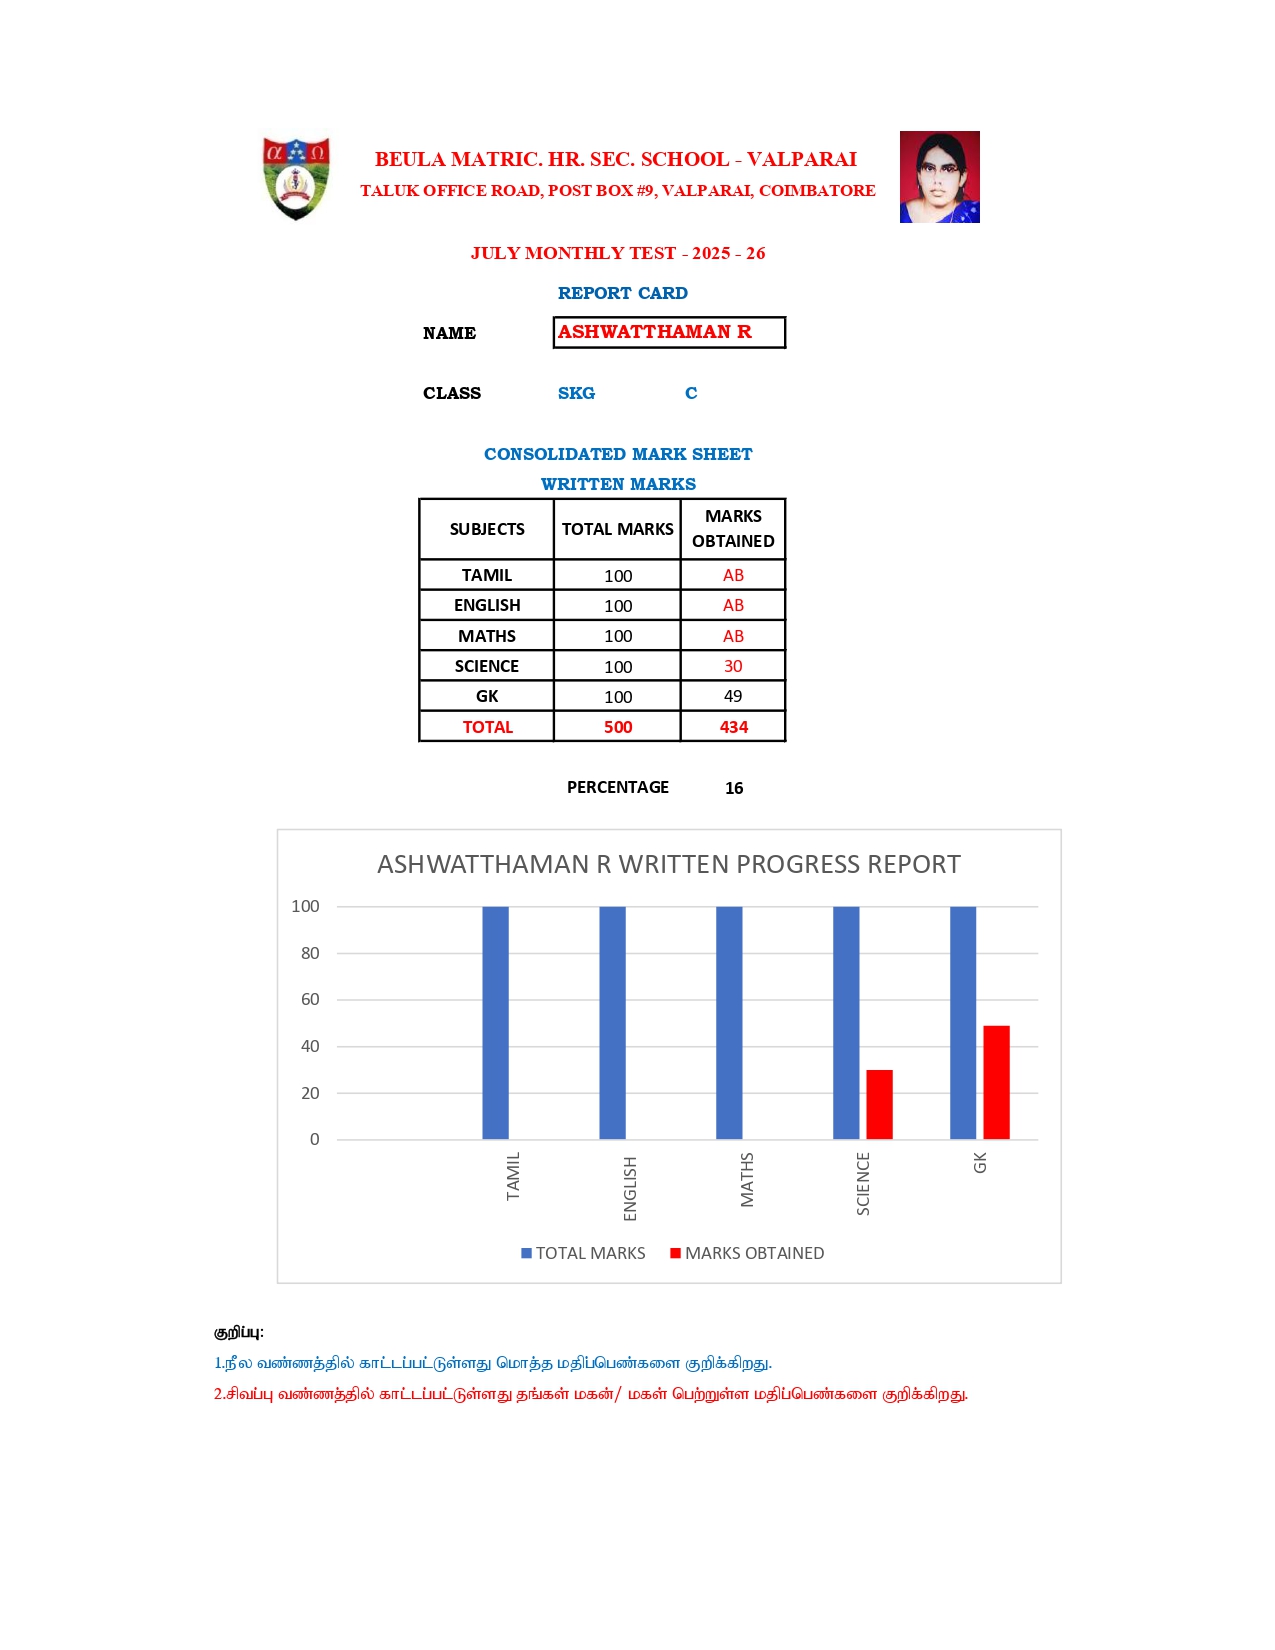 α Ω
BEULA MATRIC. HR. SEC. SCHOOL - VALPARAI
TALUK OFFICE ROAD, POST BOX #9, VALPARAI, COIMBATORE
JULY MONTHLY TEST - 2025 - 26
REPORT CARD
NAME ASHWATTHAMAN R
CLASS SKG C
CONSOLIDATED MARK SHEET
WRITTEN MARKS
SUBJECTS TOTAL MARKS MARKS OBTAINED
TAMIL 100 AB
ENGLISH 100 AB
MATHS 100 AB
SCIENCE 100 30
GK 100 49
TOTAL 500 434
PERCENTAGE 16
ASHWATTHAMAN R WRITTEN PROGRESS REPORT
100
80
60
40
20
0
TAMIL ENGLISH MATHS SCIENCE GK
TOTAL MARKS MARKS OBTAINED
குறிப்பு:
1.நீல வண்ணத்தில் காட்டப்பட்டுள்ளது மொத்த மதிப்பெண்களை குறிக்கிறது.
2.சிவப்பு வண்ணத்தில் காட்டப்பட்டுள்ளது தங்கள் மகன்/ மகள் பெற்றுள்ள மதிப்பெண்களை குறிக்கிறது.